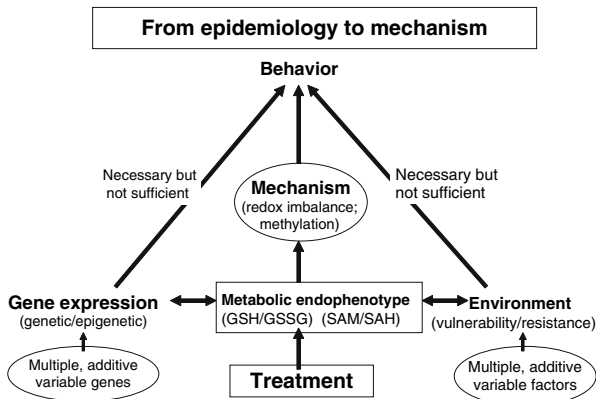 From epidemiology to mechanism
Behavior
Necessary but
not sufficient
Necessary but
not sufficient
Mechanism
(redox imbalance;
methylation)
Gene expression
(genetic/epigenetic)
Metabolic endophenotype
(GSH/GSSG) (SAM/SAH)
Environment
(vulnerability/resistance)
Multiple, additive
variable genes
Treatment
Multiple, additive
variable factors